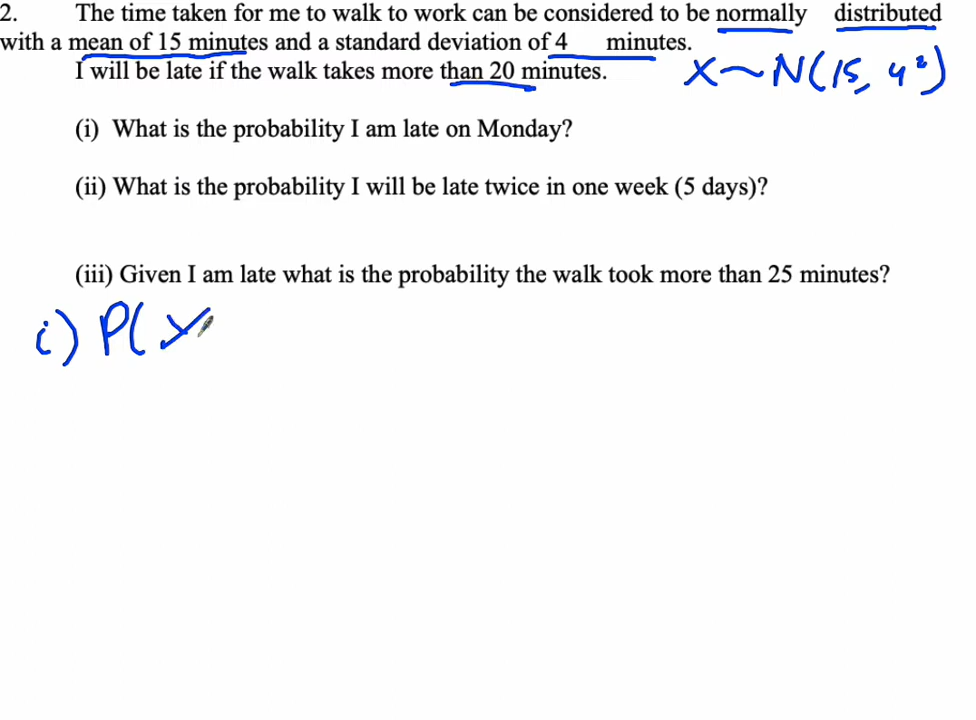 2. The time taken for me to walk to work can be considered to be normally distributed
with a mean of 15 minutes and a standard deviation of 4 minutes.
I will be late if the walk takes more than 20 minutes.
X~N(15, 4²)
(i) What is the probability I am late on Monday?
(ii) What is the probability I will be late twice in one week (5 days)?
(iii) Given I am late what is the probability the walk took more than 25 minutes?
i) P( X